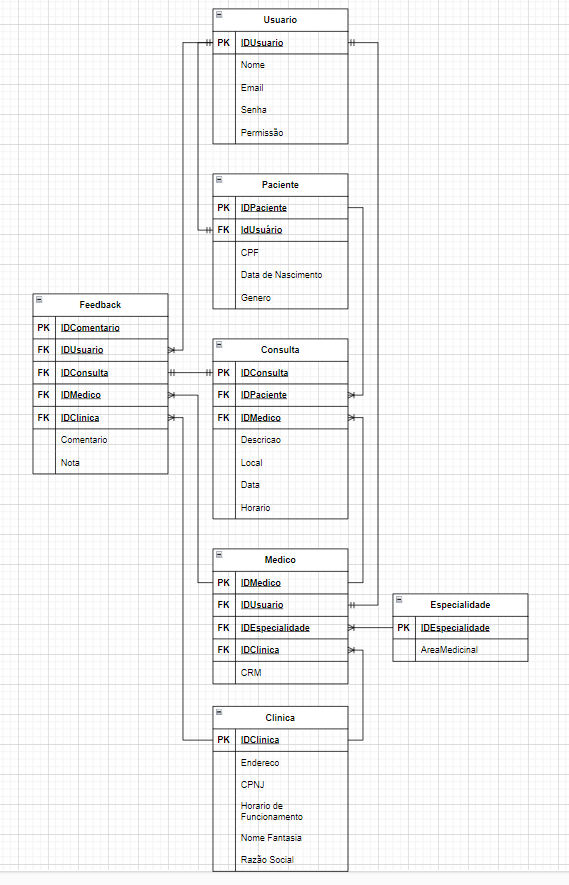 Usuario
PK IDUsuario
Nome
Email
Senha
Permissão
Paciente
PK IDPaciente
FK IdUsuário
CPF
Data de Nascimento
Genero
Feedback
PK IDComentario
FK IDUsuario
FK IDConsulta
FK IDMedico
FK IDClinica
Comentario
Nota
Consulta
PK IDConsulta
FK IDPaciente
FK IDMedico
Descricao
Local
Data
Horario
Medico
PK IDMedico
FK IDUsuario
FK IDEspecialidade
FK IDClinica
CRM
Especialidade
PK IDEspecialidade
AreaMedicinal
Clinica
PK IDClinica
Endereco
CPNJ
Horario de
Funcionamento
Nome Fantasia
Razão Social